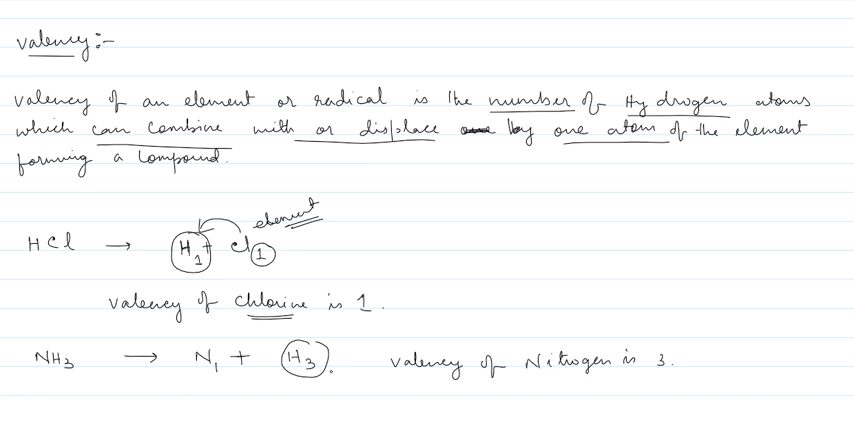 Valency :-
Valency of an element or radical is the number of Hydrogen atoms
which can combine with or displace by one atom of the element
forming a compound.
element
HCl → H1 + Cl 1
Valency of Chlorine is 1.
NH3 → N1 + H3. Valency of Nitrogen is 3.